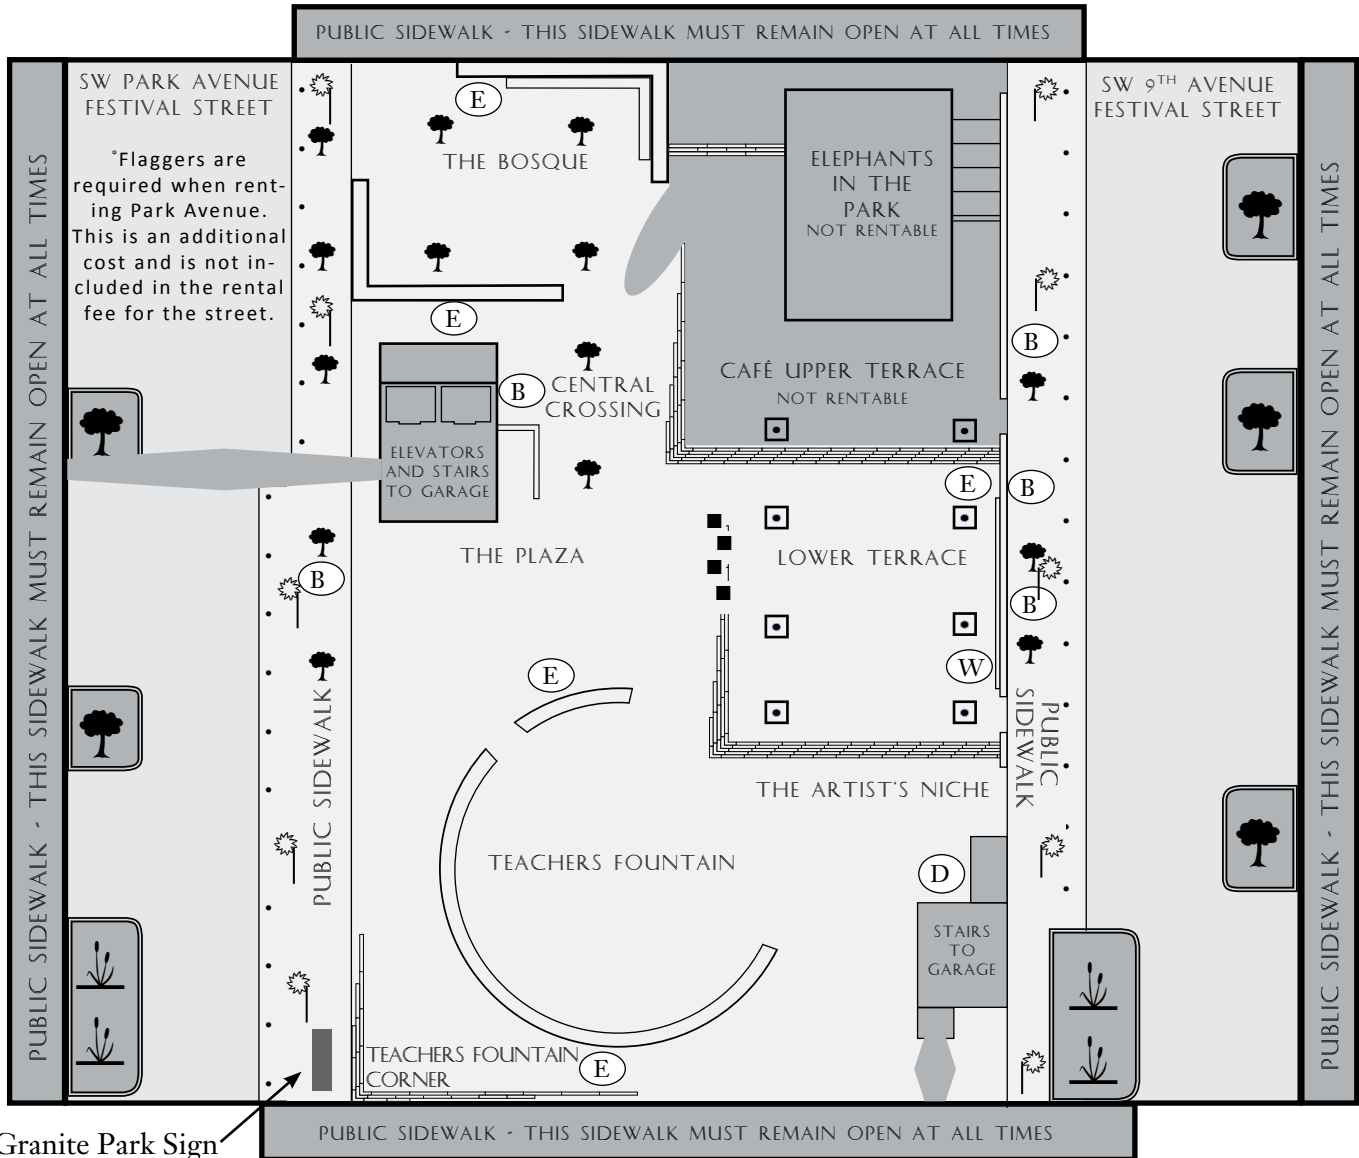 PUBLIC SIDEWALK - THIS SIDEWALK MUST REMAIN OPEN AT ALL TIMES
PUBLIC SIDEWALK - THIS SIDEWALK MUST REMAIN OPEN AT ALL TIMES
SW PARK AVENUE
FESTIVAL STREET
*Flaggers are
required when rent-
ing Park Avenue.
This is an additional
cost and is not in-
cluded in the rental
fee for the street.
E
THE BOSQUE
E
ELEPHANTS
IN THE
PARK
NOT RENTABLE
SW 9TH AVENUE
FESTIVAL STREET
PUBLIC SIDEWALK - THIS SIDEWALK MUST REMAIN OPEN AT ALL TIMES
B
CENTRAL
CROSSING
CAFÉ UPPER TERRACE
NOT RENTABLE
B
ELEVATORS
AND STAIRS
TO GARAGE
E
B
THE PLAZA
LOWER TERRACE
B
B
W
E
PUBLIC SIDEWALK
PUBLIC
SIDEWALK
THE ARTIST'S NICHE
TEACHERS FOUNTAIN
D
STAIRS
TO
GARAGE
TEACHERS FOUNTAIN
CORNER
E
Granite Park Sign
PUBLIC SIDEWALK - THIS SIDEWALK MUST REMAIN OPEN AT ALL TIMES